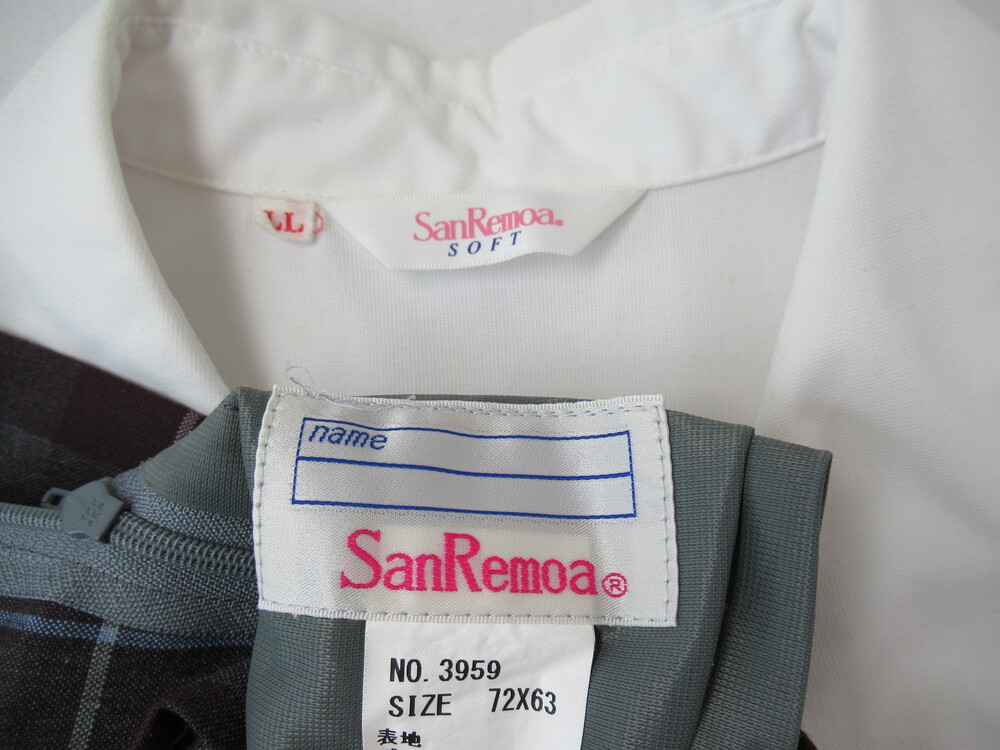 LL
SanRemoa®
SOFT
name
SanRemoa®
NO. 3959
SIZE 72X63
表地